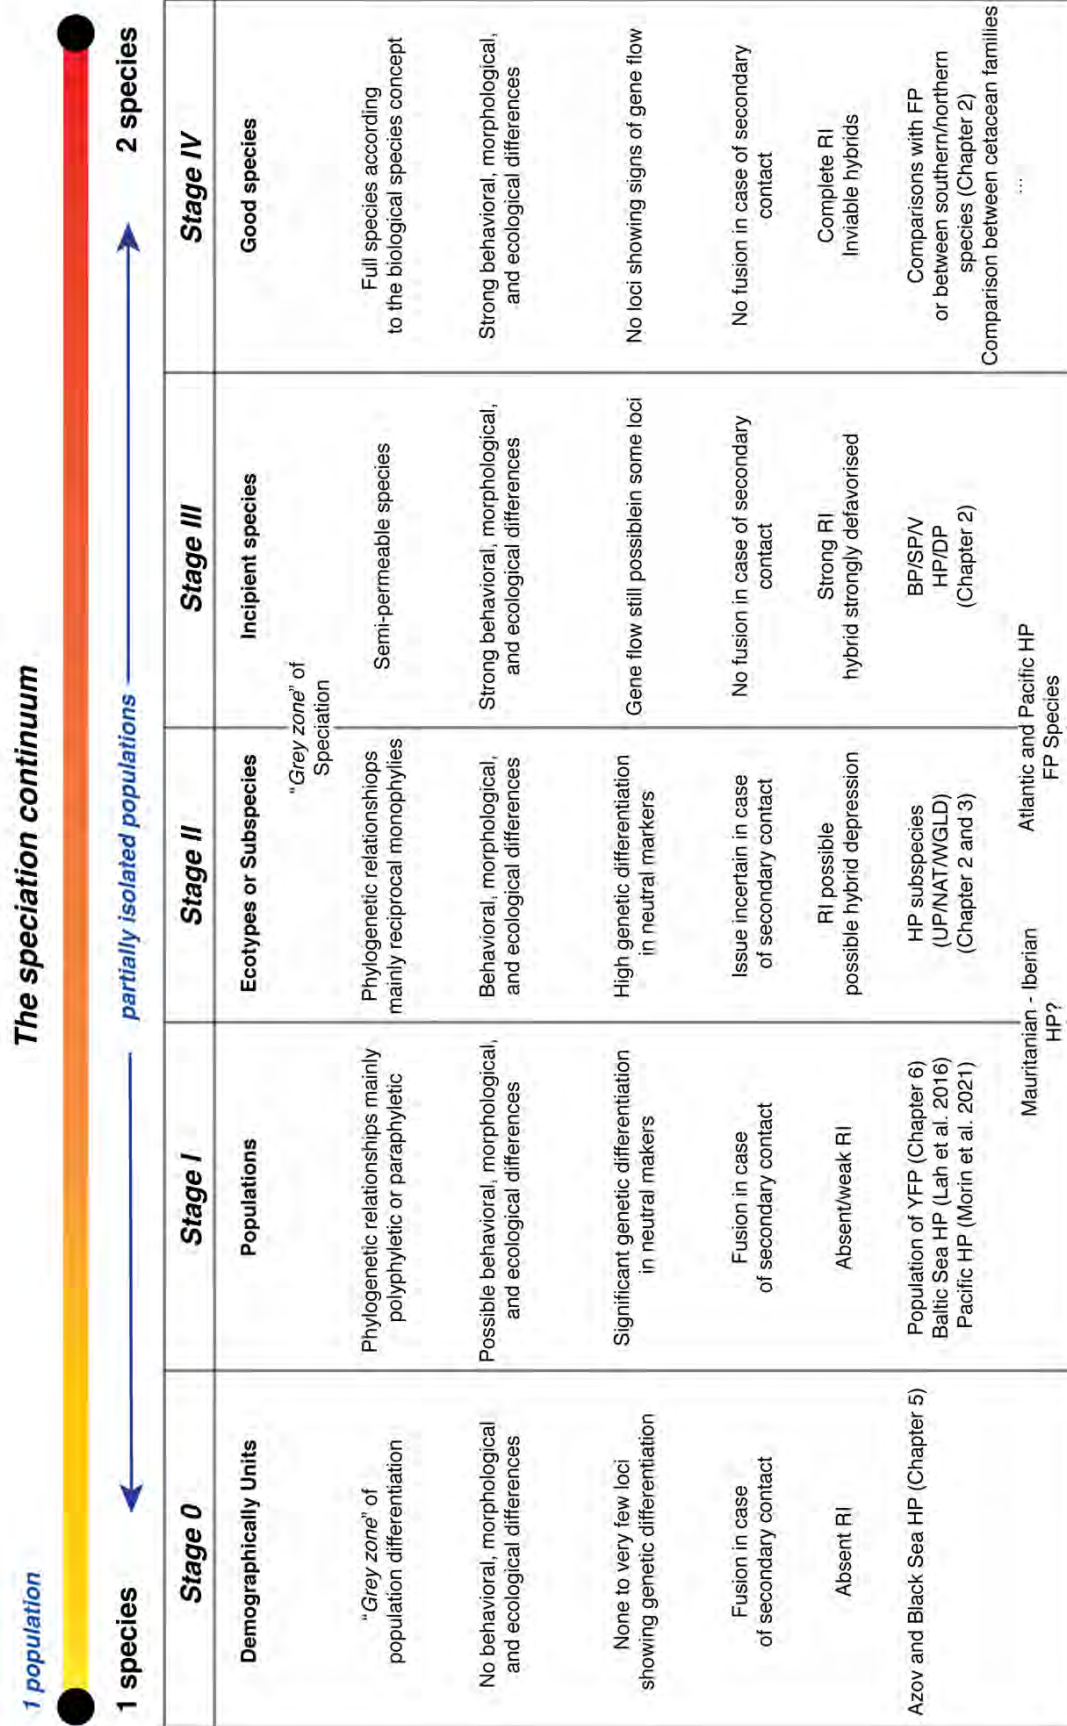 The speciation continuum
1 population
1 species
partially isolated populations
2 species
Stage 0
Stage I
Stage II
Stage III
Stage IV
Demographically Units
Populations
Ecotypes or Subspecies
Incipient species
Good species
"Grey zone" of
Speciation
"Grey zone" of
population differentiation
Phylogenetic relationships mainly
polyphyletic or paraphyletic
Phylogenetic relationhiops
mainly reciprocal monophylies
Semi-permeable species
Full species according
to the biological species concept
No behavioral, morphological
and ecological differences
Possible behavioral, morphological,
and ecological differences
Behavioral, morphological,
and ecological differences
Strong behavioral, morphological,
and ecological differences
Strong behavioral, morphological,
and ecological differences
None to very few loci
showing genetic differentiation
Significant genetic differentiation
in neutral makers
High genetic differentiation
in neutral markers
Gene flow still possiblein some loci
No loci showing signs of gene flow
Fusion in case
of secondary contact
Fusion in case
of secondary contact
Issue incertain in case
of secondary contact
No fusion in case of secondary
contact
No fusion in case of secondary
contact
Absent RI
Absent/weak RI
RI possible
possible hybrid depression
Strong RI
hybrid strongly defavorised
Complete RI
Inviable hybrids
Azov and Black Sea HP (Chapter 5)
Population of YFP (Chapter 6)
Baltic Sea HP (Lah et al. 2016)
Pacific HP (Morin et al. 2021)
HP subspecies
(UP/NAT/WGLD)
(Chapter 2 and 3)
BP/SP/V
HP/DP
(Chapter 2)
Comparisons with FP
or between southern/northern
species (Chapter 2)
Comparison between cetacean families
...
Mauritanian - Iberian
HP?
Atlantic and Pacific HP
FP Species